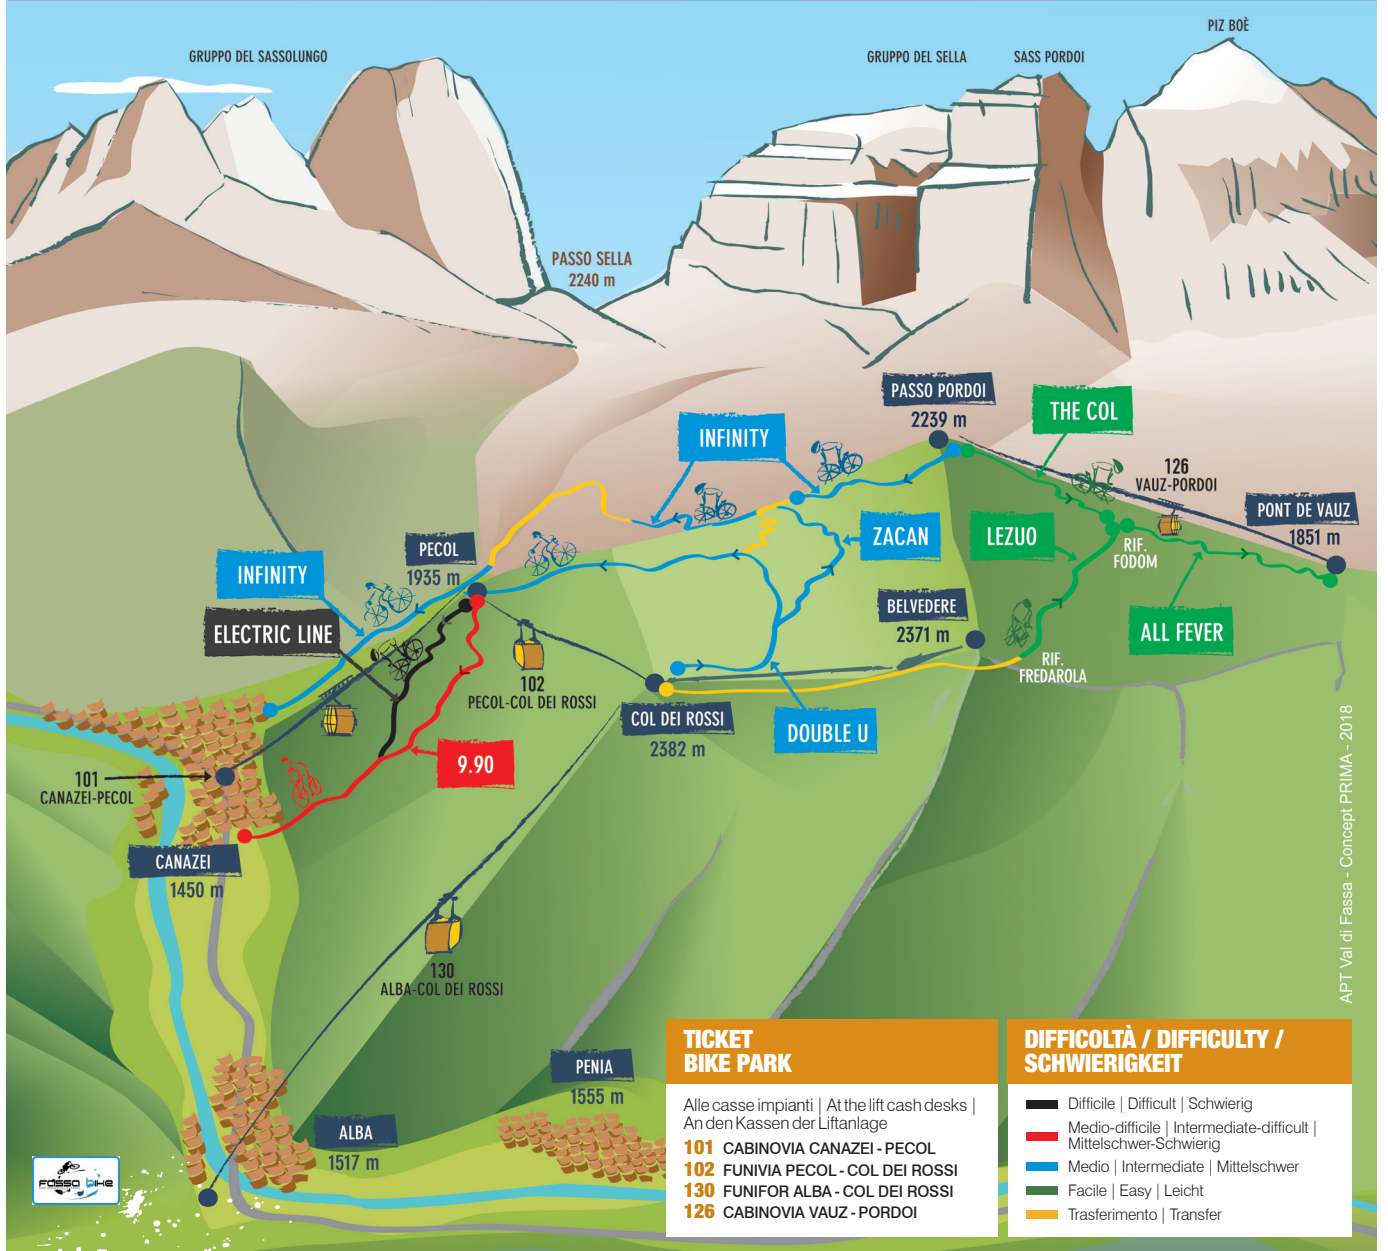 PIZ BOÈ
GRUPPO DEL SASSOLUNGO
GRUPPO DEL SELLA
SASS PORDOI
PASSO SELLA
2240 m
PASSO PORDOI
2239 m
THE COL
INFINITY
126
VAUZ-PORDOI
PONT DE VAUZ
1851 m
ZACAN
LEZUO
RIF.
FODOM
PECOL
1935 m
INFINITY
ELECTRIC LINE
BELVEDERE
2371 m
ALL FEVER
RIF.
FREDAROLA
102
PECOL-COL DEI ROSSI
COL DEI ROSSI
2382 m
DOUBLE U
9.90
101
CANAZEI-PECOL
CANAZEI
1450 m
130
ALBA-COL DEI ROSSI
PENIA
1555 m
ALBA
1517 m
fassa bike
APT Val di Fassa - Concept PRIMA - 2018
TICKET
BIKE PARK
Alle casse impianti | At the lift cash desks |
An den Kassen der Liftanlage
101 CABINOVIA CANAZEI - PECOL
102 FUNIVIA PECOL - COL DEI ROSSI
130 FUNIFOR ALBA - COL DEI ROSSI
126 CABINOVIA VAUZ - PORDOI
DIFFICOLTÀ / DIFFICULTY /
SCHWIERIGKEIT
Difficile | Difficult | Schwierig
Medio-difficile | Intermediate-difficult |
Mittelschwer-Schwierig
Medio | Intermediate | Mittelschwer
Facile | Easy | Leicht
Trasferimento | Transfer